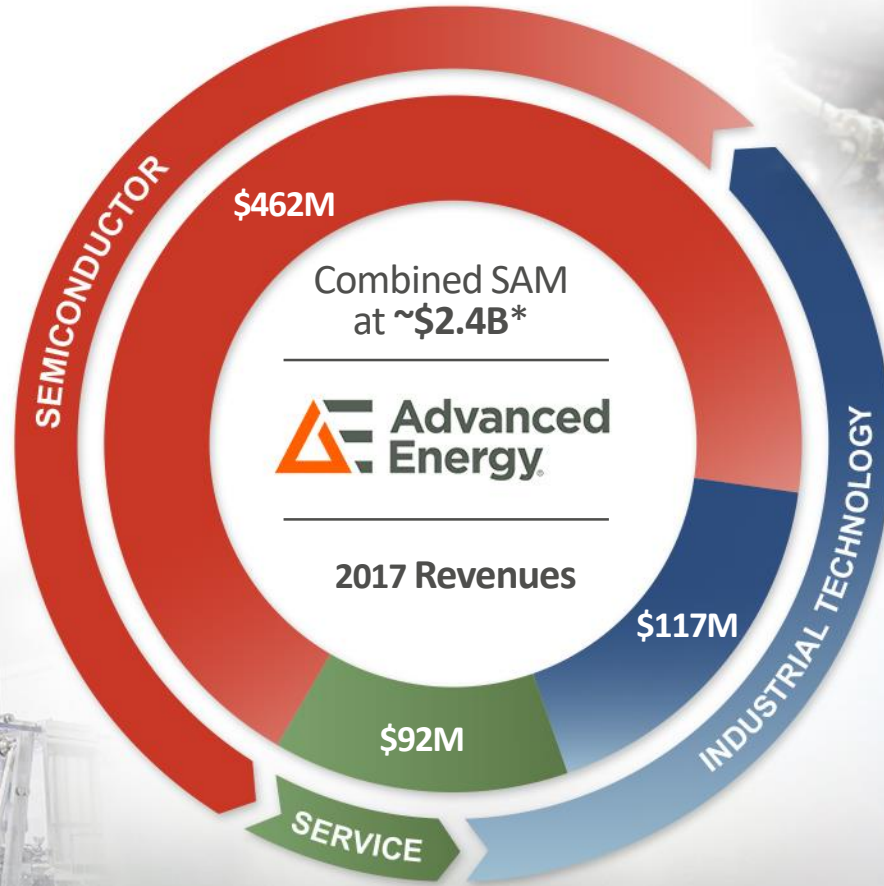 SEMICONDUCTOR
$462M
Combined SAM
at ~$2.4B*
Advanced
Energy®
2017 Revenues
$117M
INDUSTRIAL TECHNOLOGY
$92M
SERVICE